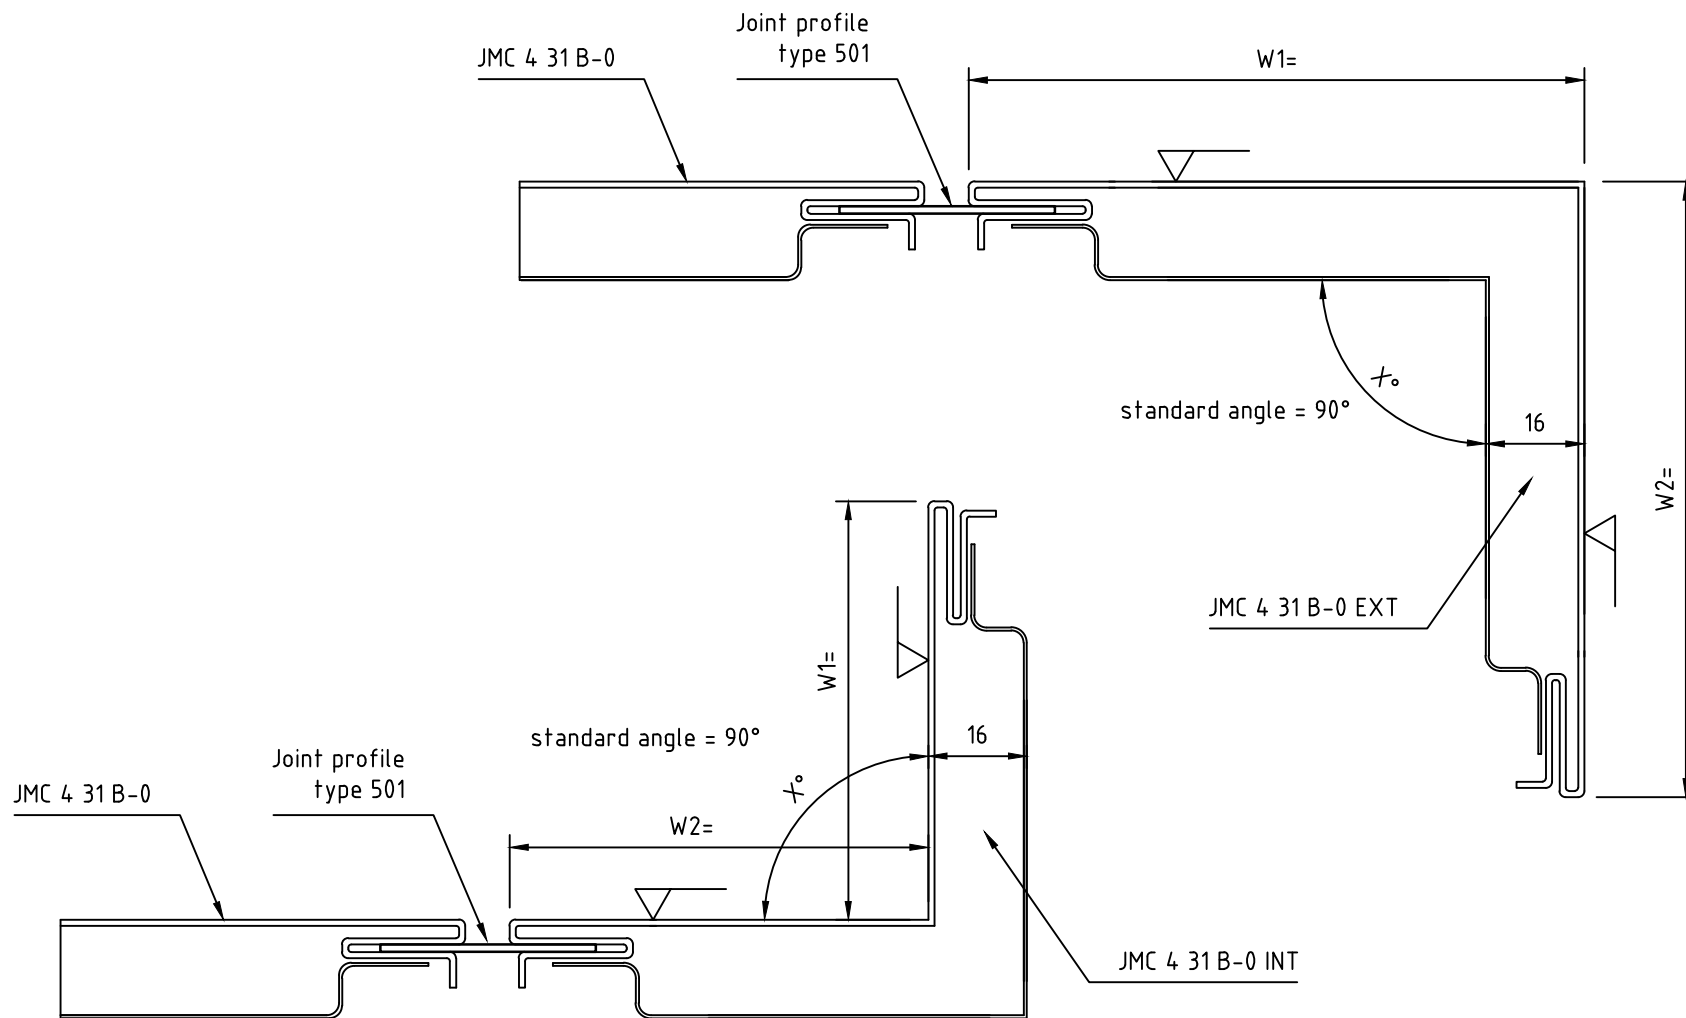 Joint profile
type 501
JMC 4 31 B-0
W1=
X°
standard angle = 90°
16
W2=
JMC 4 31 B-0 EXT
W1=
standard angle = 90°
16
Joint profile
type 501
JMC 4 31 B-0
X°
W2=
JMC 4 31 B-0 INT